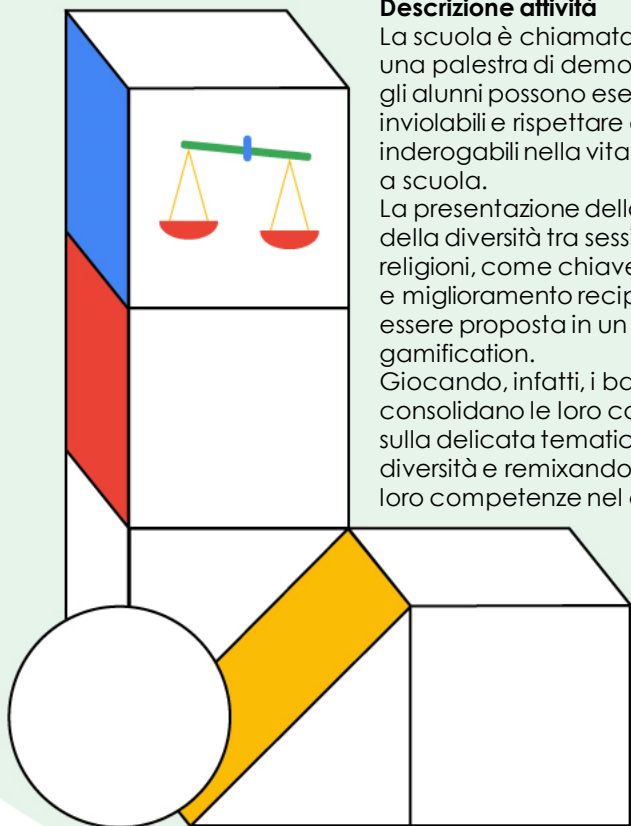 Descrizione attività
La scuola è chiamata
una palestra di demo
gli alunni possono ese
inviolabili e rispettare
inderogabili nella vita
a scuola.
La presentazione dell
della diversità tra sessi
religioni, come chiave
e miglioramento recip
essere proposta in un
gamification.
Giocando, infatti, i ba
consolidano le loro co
sulla delicata tematic
diversità e remixando
loro competenze nel